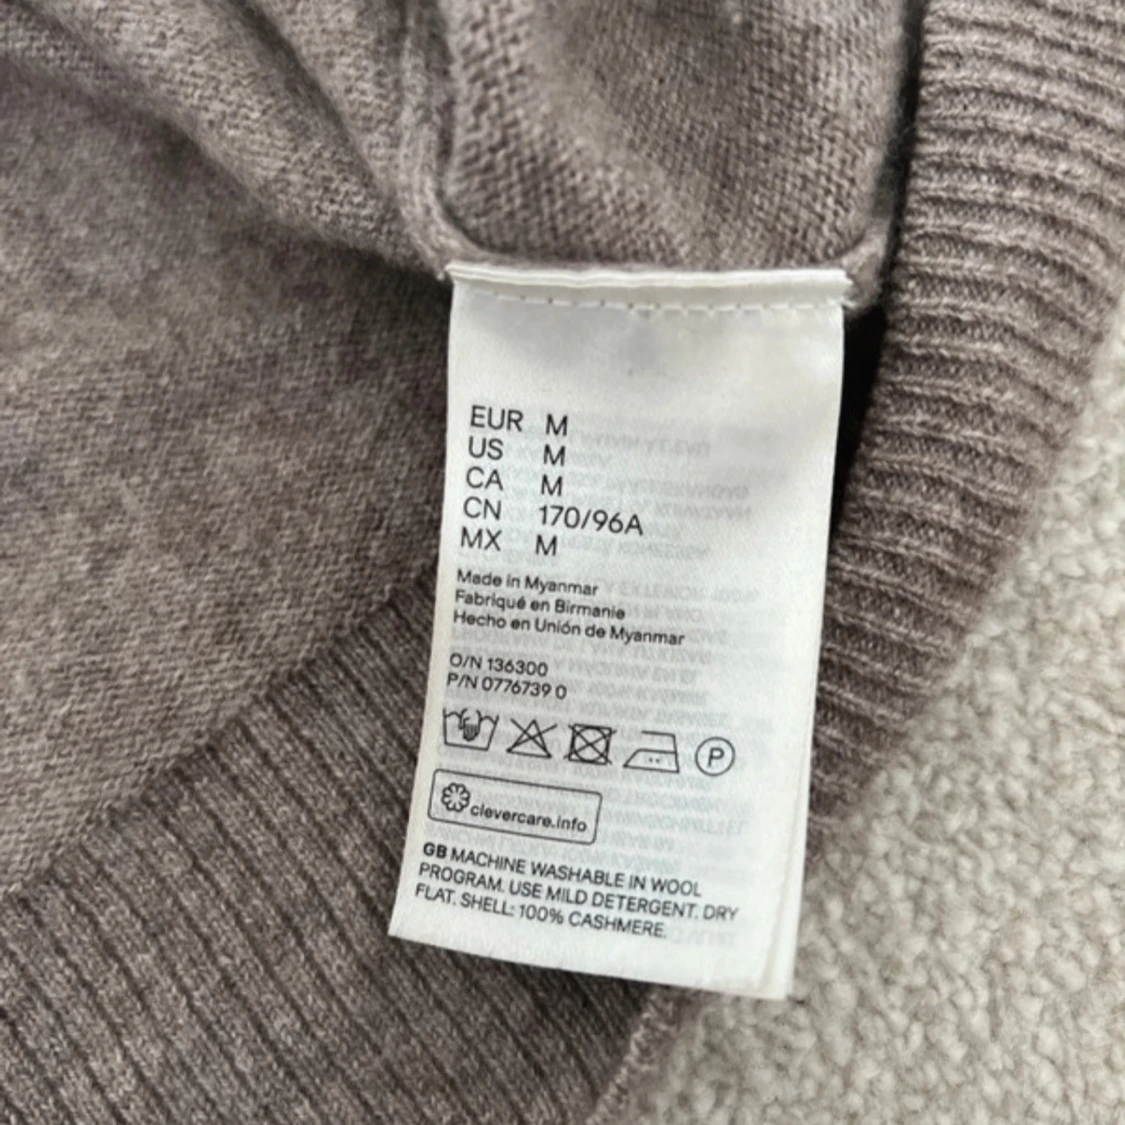 EUR M
US M
CA M
CN 170/96A
MX M
Made in Myanmar
Fabriqué en Birmanie
Hecho en Unión de Myanmar
O/N 136300
P/N 0776739 0
P
clevercare.info
GB MACHINE WASHABLE IN WOOL
PROGRAM. USE MILD DETERGENT. DRY
FLAT. SHELL: 100% CASHMERE.